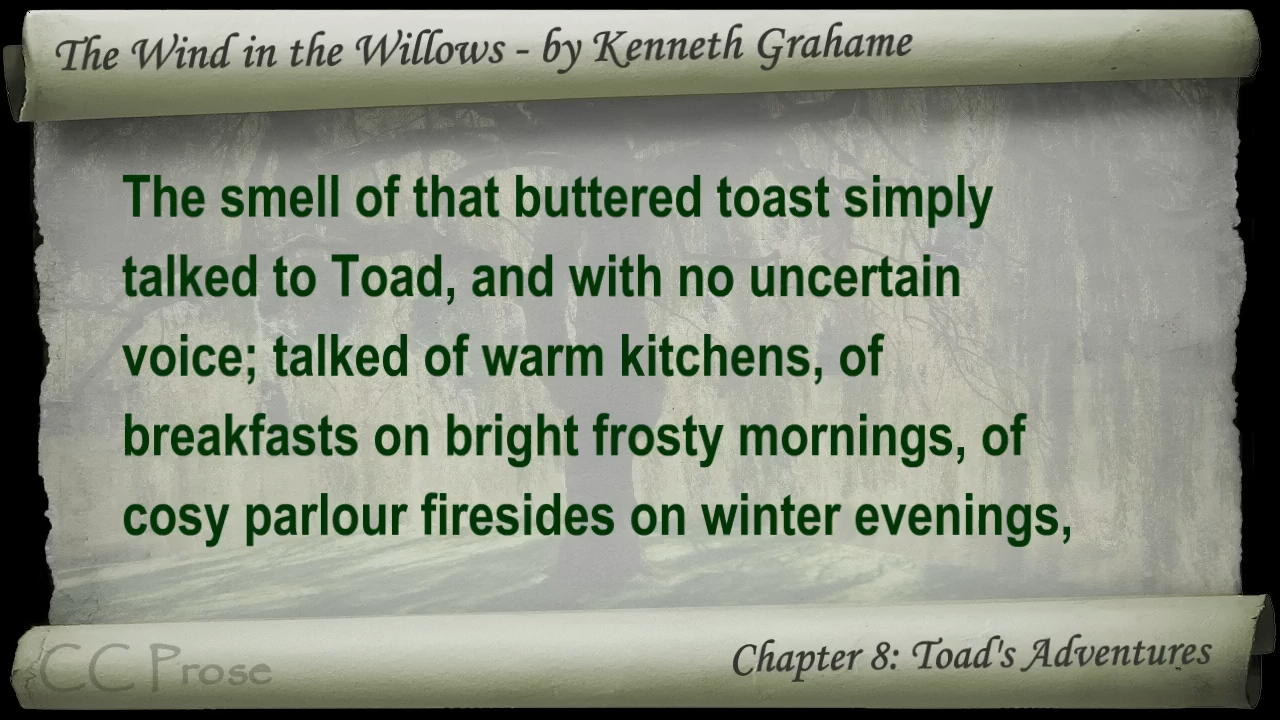 The Wind in the Willows - by Kenneth Grahame
The smell of that buttered toast simply
talked to Toad, and with no uncertain
voice; talked of warm kitchens, of
breakfasts on bright frosty mornings, of
cosy parlour firesides on winter evenings,
CC Prose
Chapter 8: Toad's Adventures